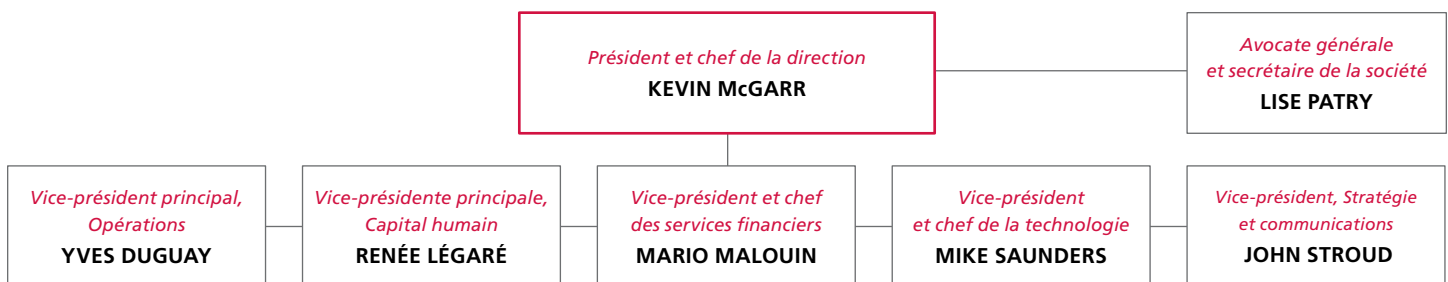 Président et chef de la direction
KEVIN McGARR
Avocate générale
et secrétaire de la société
LISE PATRY
Vice-président principal,
Opérations
YVES DUGUAY
Vice-présidente principale,
Capital humain
RENÉE LÉGARÉ
Vice-président et chef
des services financiers
MARIO MALOUIN
Vice-président
et chef de la technologie
MIKE SAUNDERS
Vice-président, Stratégie
et communications
JOHN STROUD